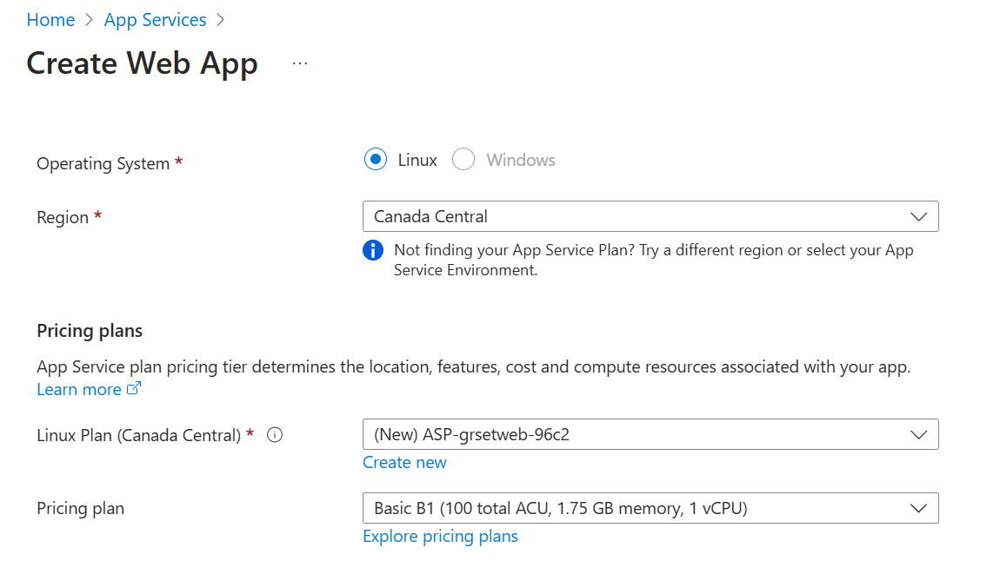 Home > App Services >
Create Web App ...
Operating System * Linux Windows
Region * Canada Central
Not finding your App Service Plan? Try a different region or select your App
Service Environment.
Pricing plans
App Service plan pricing tier determines the location, features, cost and compute resources associated with your app.
Learn more
Linux Plan (Canada Central) * (New) ASP-grsetweb-96c2
Create new
Pricing plan Basic B1 (100 total ACU, 1.75 GB memory, 1 vCPU)
Explore pricing plans